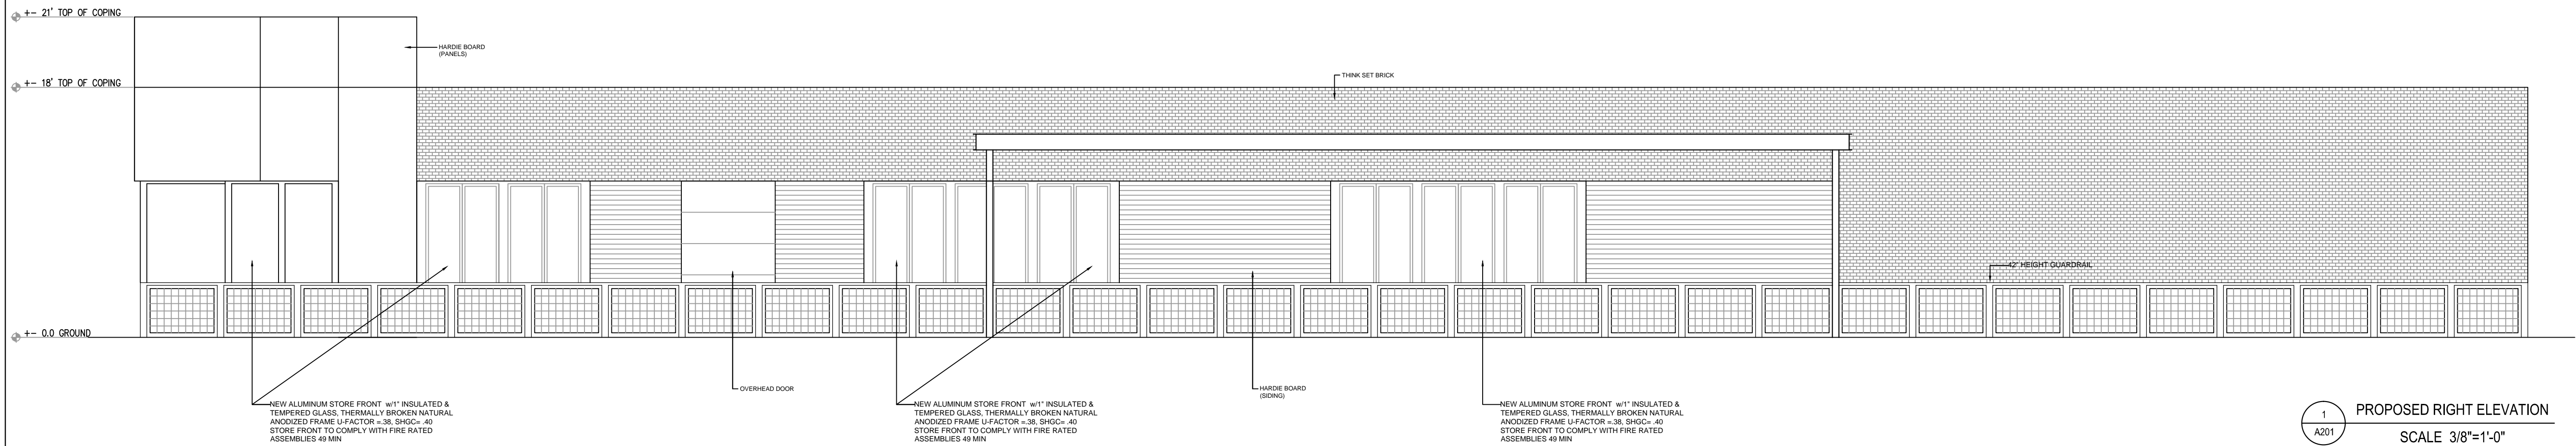 +- 21' TOP OF COPING
HARDIE BOARD
(PANELS)
+- 18' TOP OF COPING
THINK SET BRICK
42" HEIGHT GUARDRAIL
+- 0.0 GROUND
OVERHEAD DOOR
HARDIE BOARD
(SIDING)
NEW ALUMINUM STORE FRONT w/1" INSULATED &
TEMPERED GLASS, THERMALLY BROKEN NATURAL
ANODIZED FRAME U-FACTOR =.38, SHGC= .40
STORE FRONT TO COMPLY WITH FIRE RATED
ASSEMBLIES 49 MIN
NEW ALUMINUM STORE FRONT w/1" INSULATED &
TEMPERED GLASS, THERMALLY BROKEN NATURAL
ANODIZED FRAME U-FACTOR =.38, SHGC= .40
STORE FRONT TO COMPLY WITH FIRE RATED
ASSEMBLIES 49 MIN
NEW ALUMINUM STORE FRONT w/1" INSULATED &
TEMPERED GLASS, THERMALLY BROKEN NATURAL
ANODIZED FRAME U-FACTOR =.38, SHGC= .40
STORE FRONT TO COMPLY WITH FIRE RATED
ASSEMBLIES 49 MIN
1
A201
PROPOSED RIGHT ELEVATION
SCALE 3/8"=1'-0"